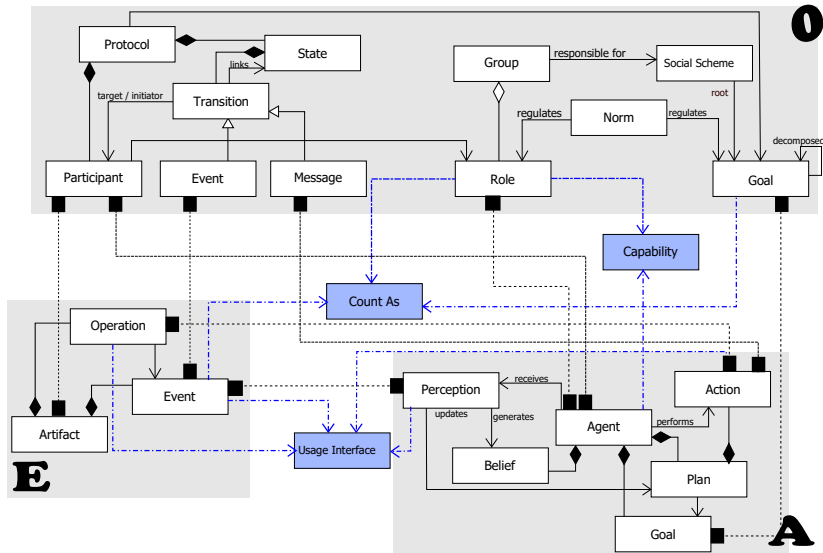 O
Protocol
State
links
Group
responsible for
Social Scheme
target / initiator
Transition
root
regulates
Norm
regulates
decomposed
Participant
Event
Message
Role
Goal
Capability
Count As
Operation
Perception
receives
Action
Event
updates
generates
Agent
performs
Artifact
Usage Interface
Belief
Plan
E
Goal
A